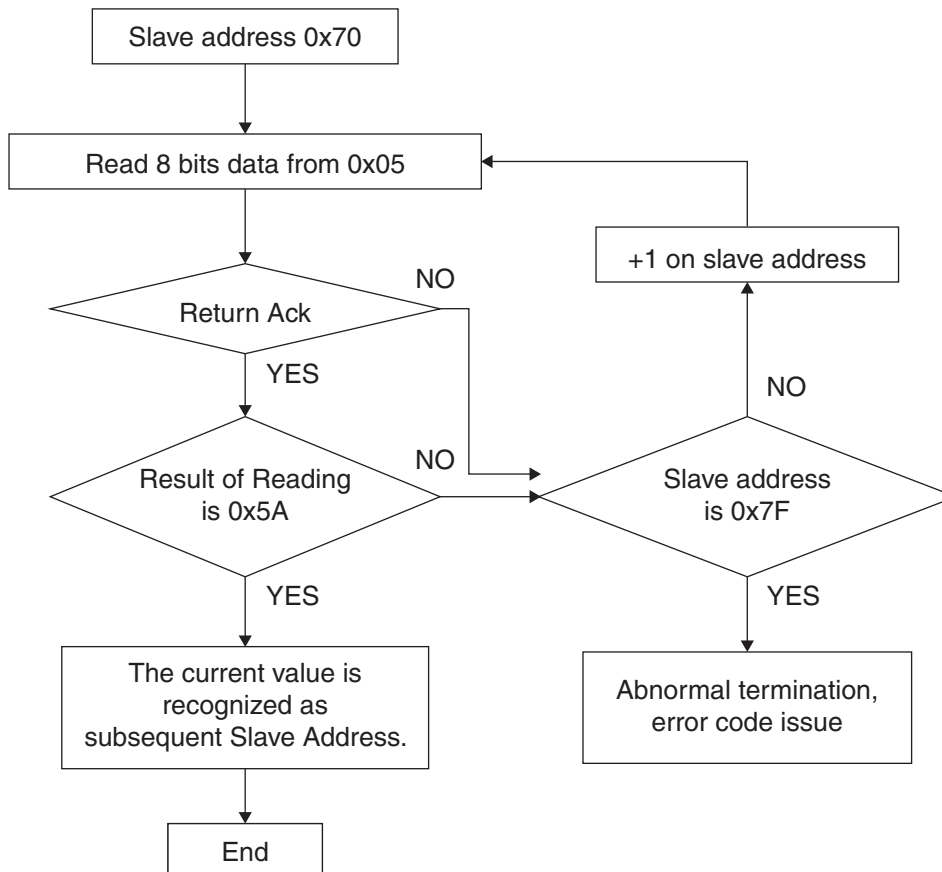 Slave address 0x70
Read 8 bits data from 0x05
+1 on slave address
NO
Return Ack
YES
NO
NO
Result of Reading
is 0x5A
Slave address
is 0x7F
YES
YES
The current value is
recognized as
subsequent Slave Address.
Abnormal termination,
error code issue
End